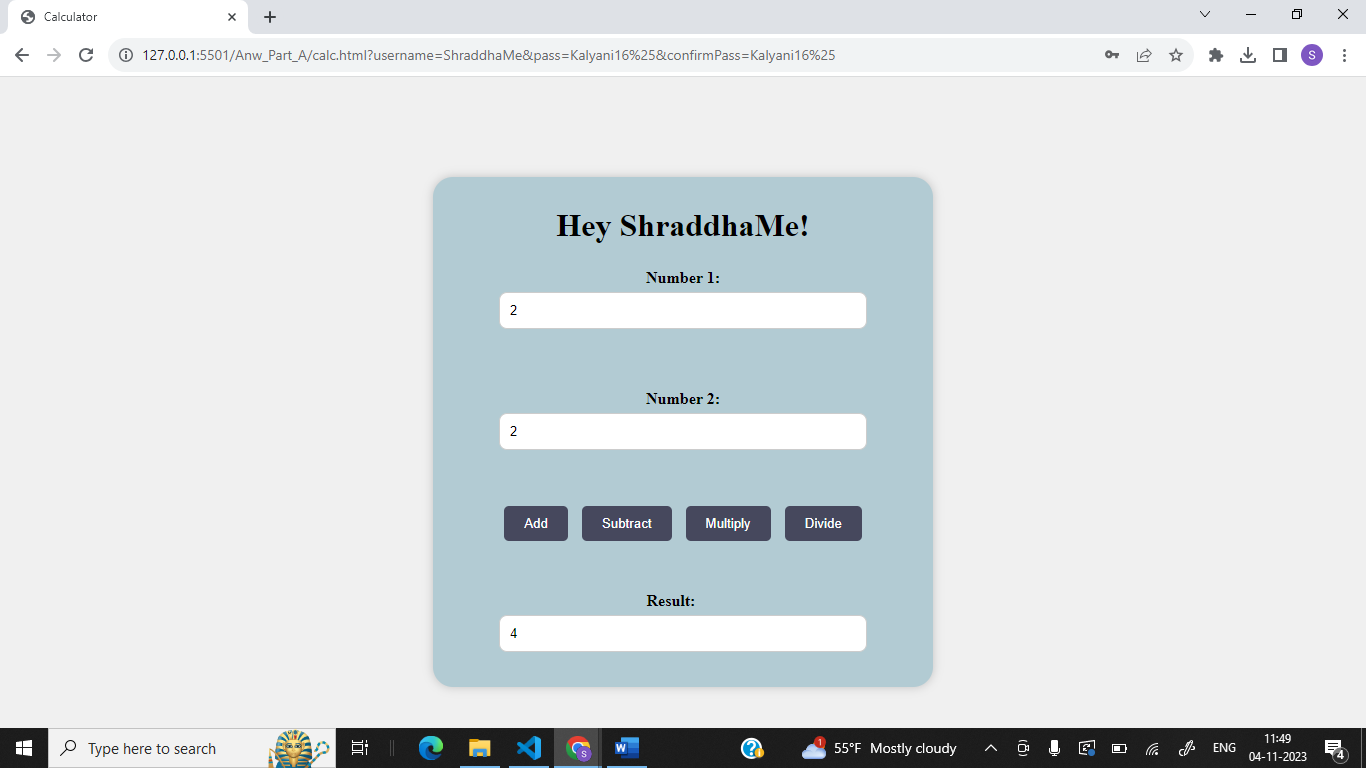 Calculator
127.0.0.1:5501/Anw_Part_A/calc.html?username=ShraddhaMe&pass=Kalyani16%25&confirmPass=Kalyani16%25
S
Hey ShraddhaMe!
Number 1:
2
Number 2:
2
Add Subtract Multiply Divide
Result:
4
Type here to search
S
W
1
55°F Mostly cloudy
ENG
11:49
04-11-2023
4